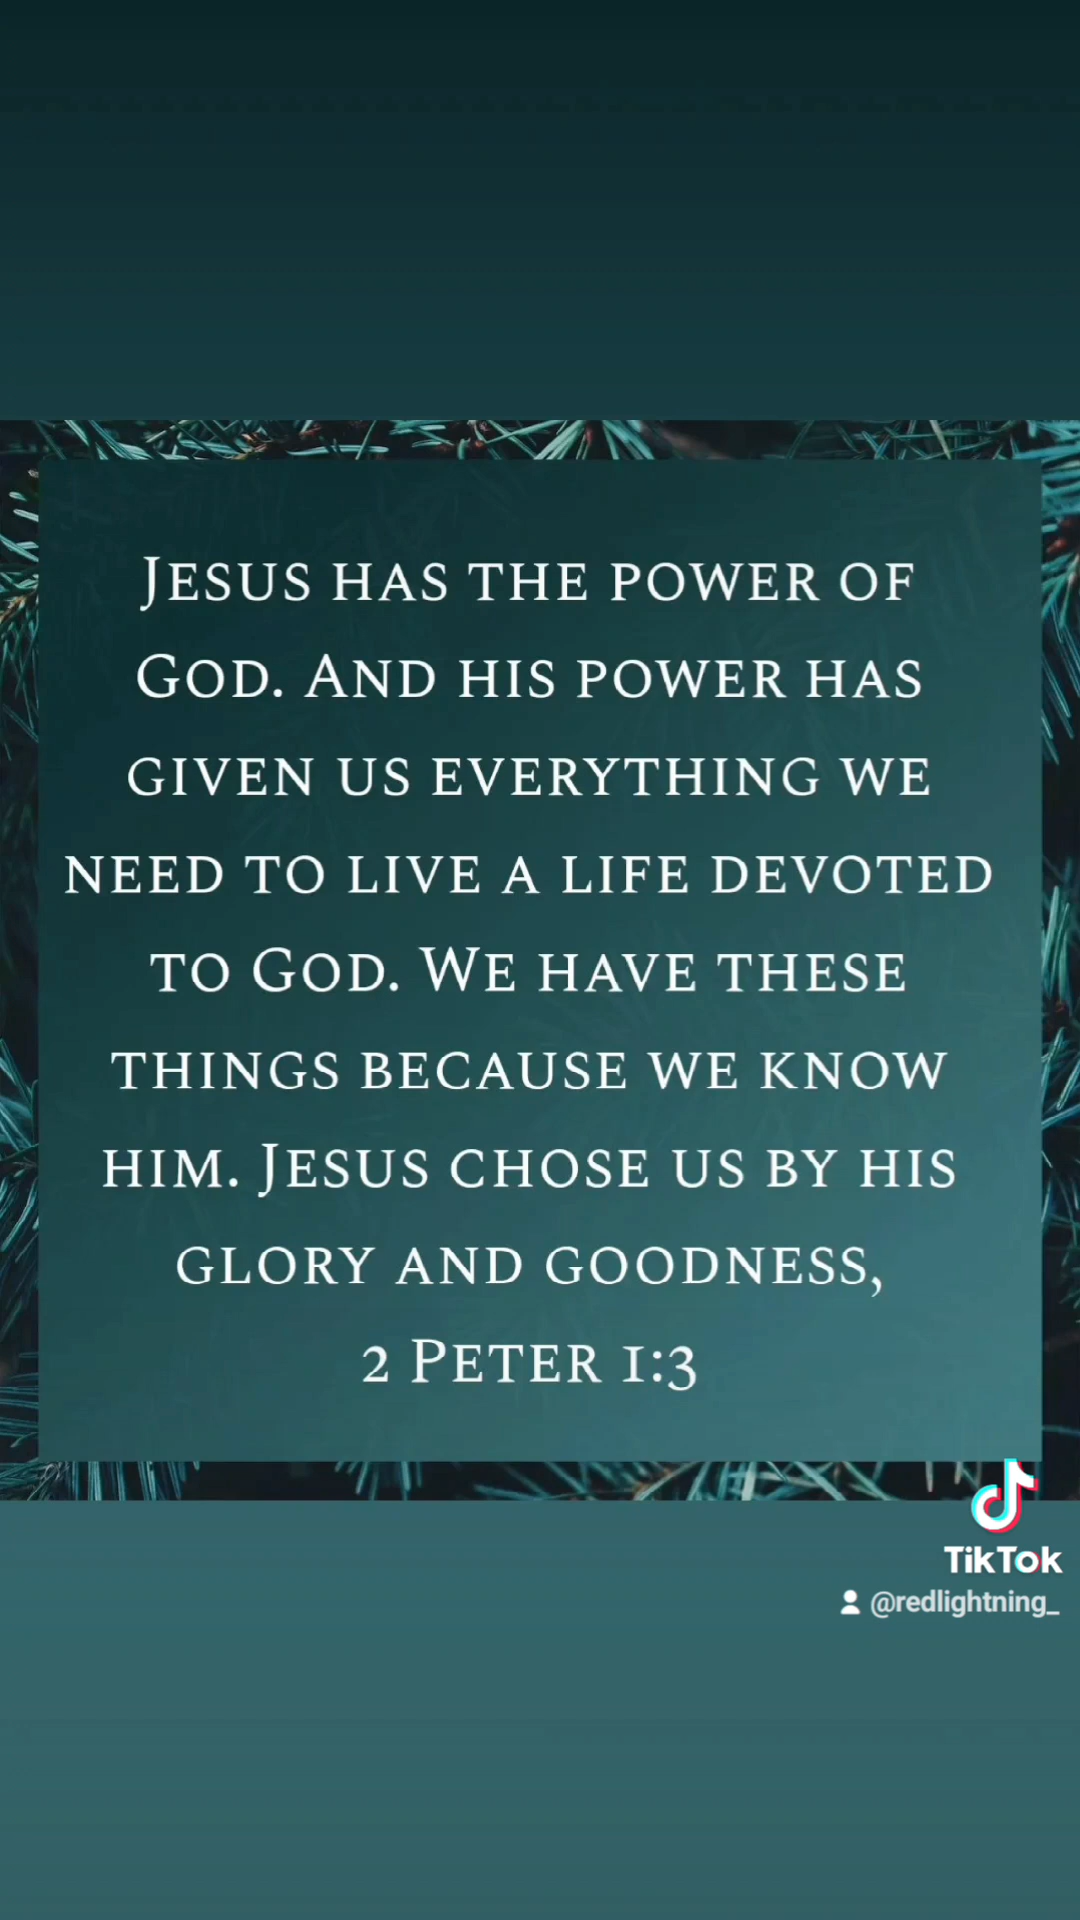 Jesus has the power of
God. And his power has
given us everything we
need to live a life devoted
to God. We have these
things because we know
him. Jesus chose us by his
glory and goodness,
2 Peter 1:3
TikTok
@redlightning_